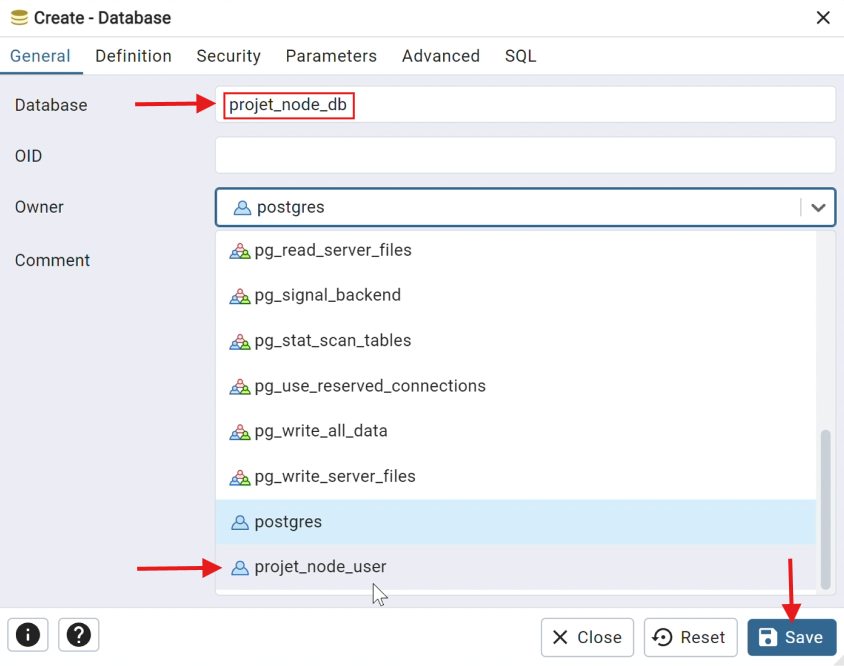 Create - Database
General Definition Security Parameters Advanced SQL
Database projet_node_db
OID
Owner postgres
pg_read_server_files
Comment
pg_signal_backend
pg_stat_scan_tables
pg_use_reserved_connections
pg_write_all_data
pg_write_server_files
postgres
projet_node_user
Close Reset Save